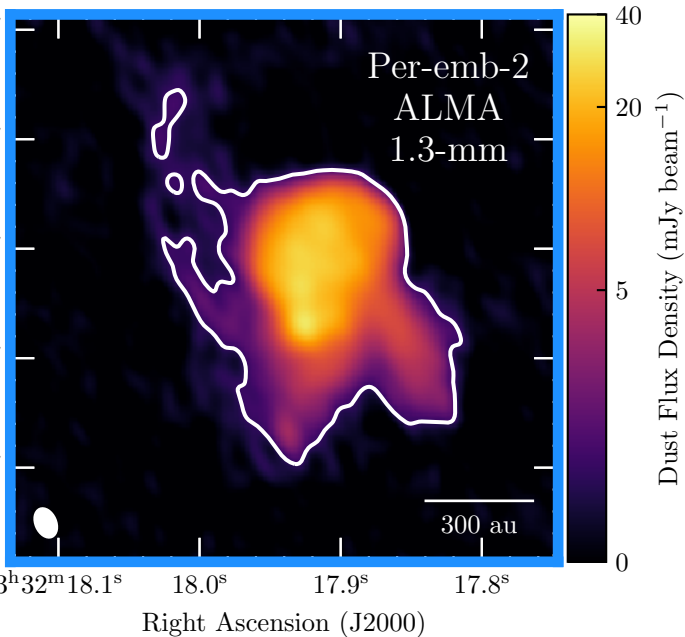 Per-emb-2
ALMA
1.3-mm
300 au
40
20
5
0
Dust Flux Density (mJy beam⁻¹)
3ʰ32ᵐ18.1ˢ 18.0ˢ 17.9ˢ 17.8ˢ
Right Ascension (J2000)